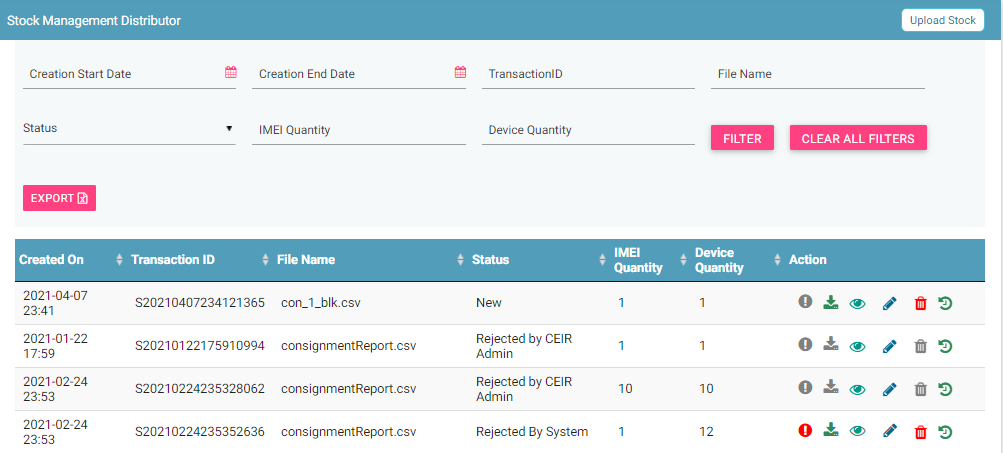 Stock Management Distributor Upload Stock
Creation Start Date Creation End Date TransactionID File Name
Status IMEI Quantity Device Quantity FILTER CLEAR ALL FILTERS
EXPORT
Created On Transaction ID File Name Status IMEI Quantity Device Quantity Action
2021-04-07 23:41 S20210407234121365 con_1_blk.csv New 1 1
2021-01-22 17:59 S20210122175910994 consignmentReport.csv Rejected by CEIR Admin 1 1
2021-02-24 23:53 S20210224235328062 consignmentReport.csv Rejected by CEIR Admin 10 10
2021-02-24 23:53 S20210224235352636 consignmentReport.csv Rejected By System 1 12